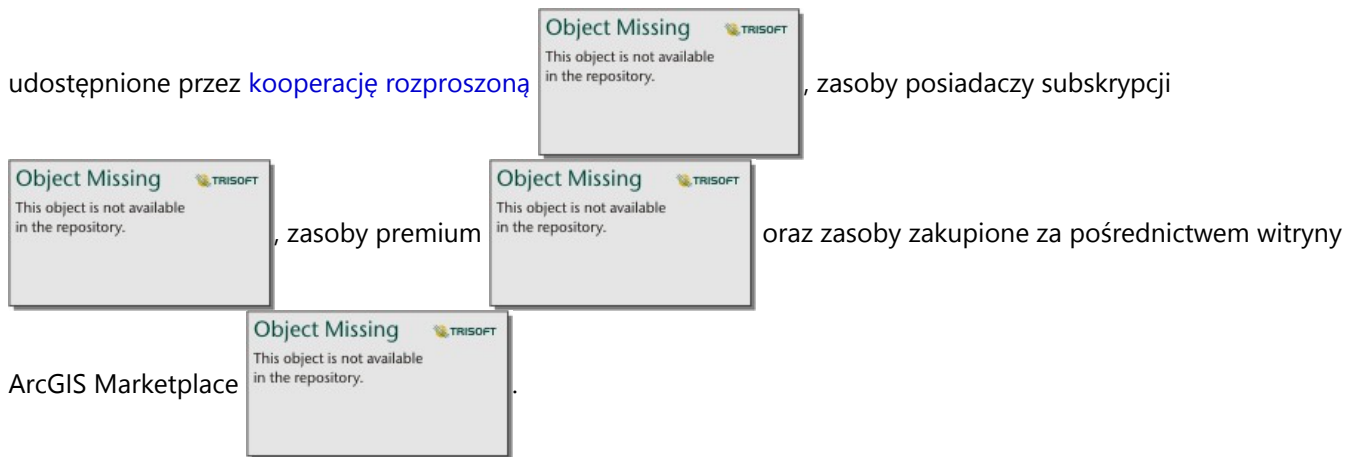 Object Missing TRISOFT
This object is not available
in the repository.
udostępnione przez kooperację rozproszoną , zasoby posiadaczy subskrypcji
Object Missing TRISOFT
This object is not available
in the repository.
Object Missing TRISOFT
This object is not available
in the repository.
, zasoby premium oraz zasoby zakupione za pośrednictwem witryny
Object Missing TRISOFT
This object is not available
in the repository.
ArcGIS Marketplace .